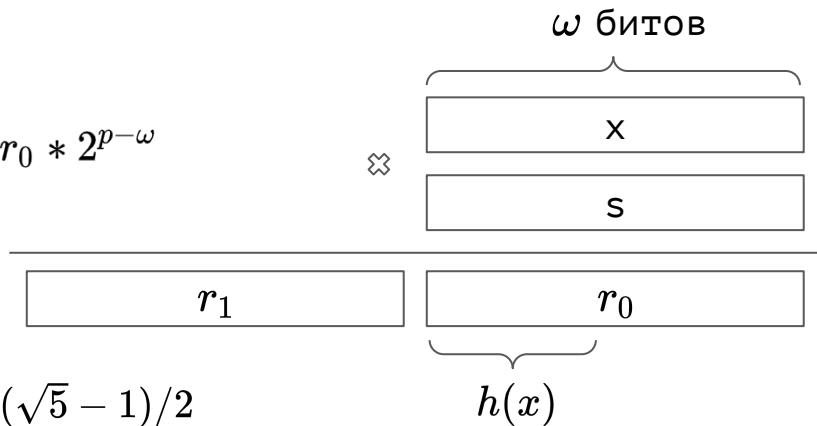 ω битов
x
r₀ * 2^{p−ω}
s
r₁ r₀
(√5 − 1)/2 h(x)